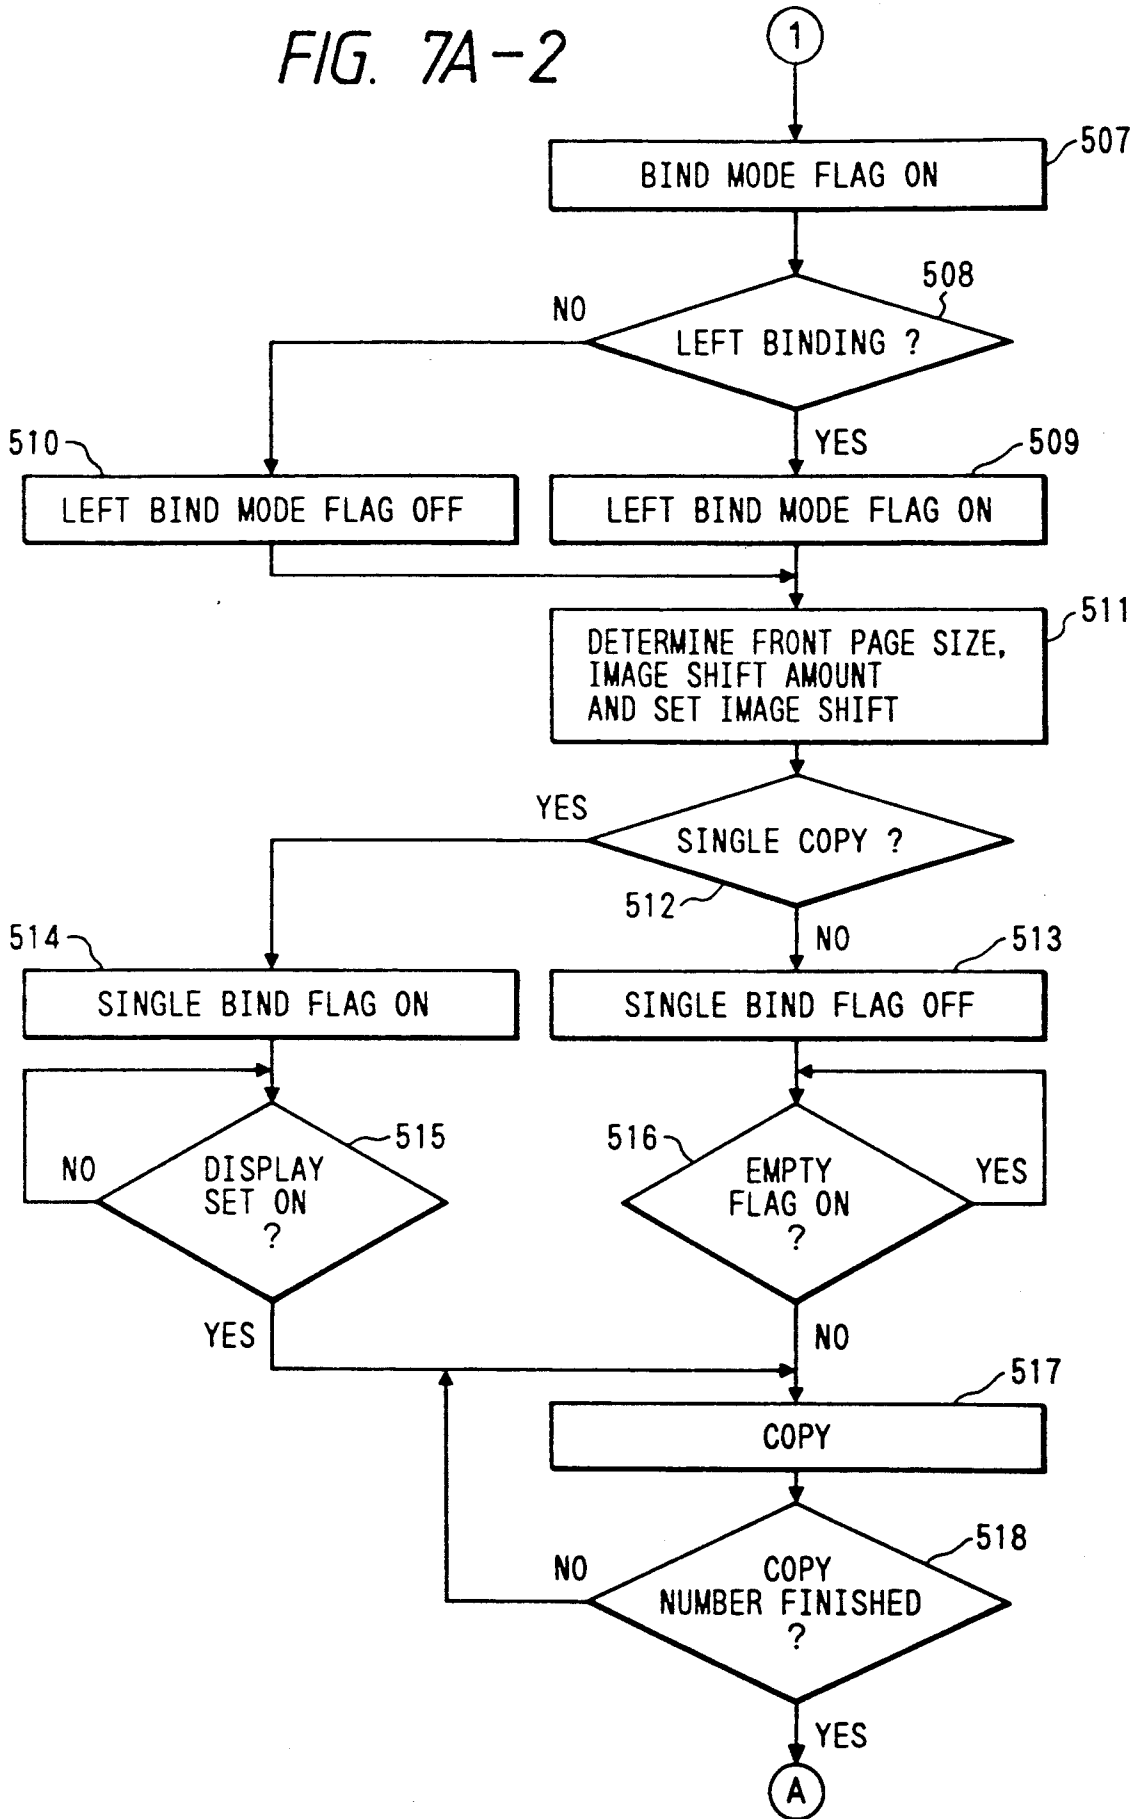 FIG. 7A-2
1
507
BIND MODE FLAG ON
508
NO
LEFT BINDING ?
YES
510
509
LEFT BIND MODE FLAG OFF
LEFT BIND MODE FLAG ON
511
DETERMINE FRONT PAGE SIZE,
IMAGE SHIFT AMOUNT
AND SET IMAGE SHIFT
YES
SINGLE COPY ?
512
NO
514
513
SINGLE BIND FLAG ON
SINGLE BIND FLAG OFF
515
NO
DISPLAY
SET ON
?
YES
516
EMPTY
FLAG ON
?
YES
NO
517
COPY
518
NO
COPY
NUMBER FINISHED
?
YES
A